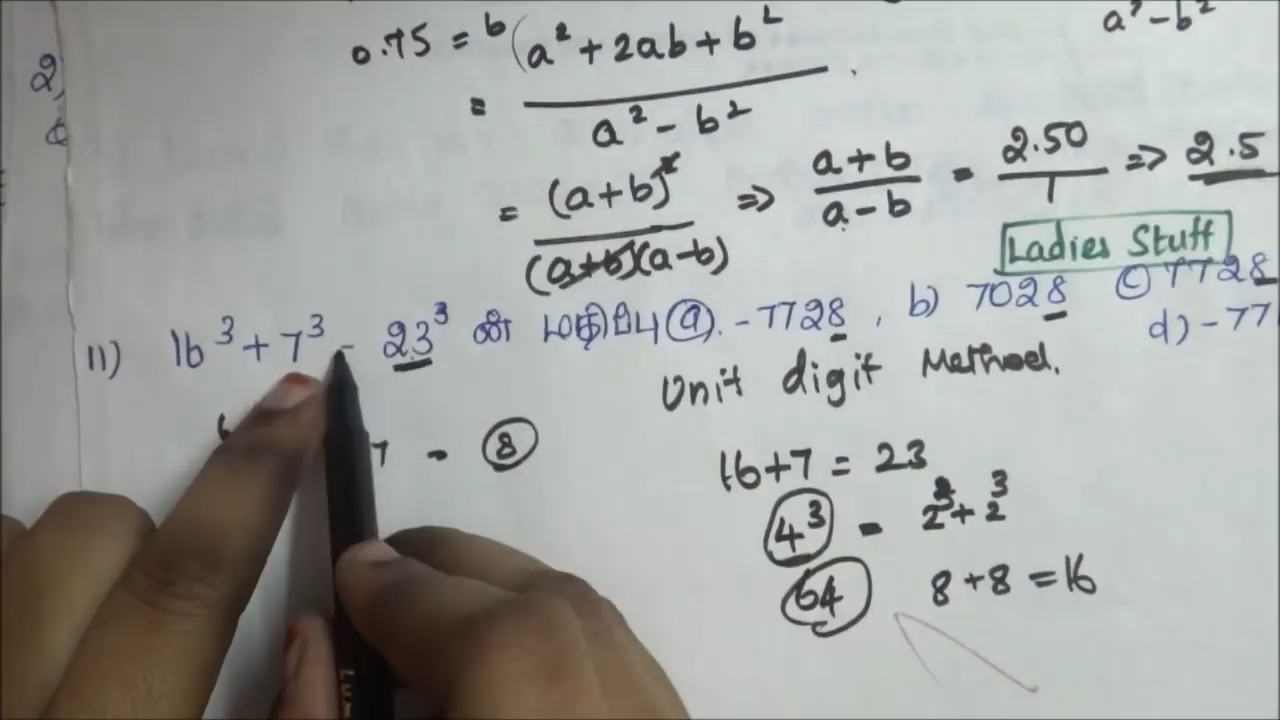 a² - b²
0.75 = b (a² + 2ab + b²
= a² - b²
2)
= (a+b)² / (a+b)(a-b) => a+b / a-b = 2.50 / 1 => 2.5
Ladies Stuff
11) 16³ + 7³ - 23³ ன் மதிப்பு (a) -7728, b) 7028 (c) 7728
d) -77
Unit digit Method.
7 - 8
16+7 = 23
4³ - 2³ + 2³
64 8+8 = 16